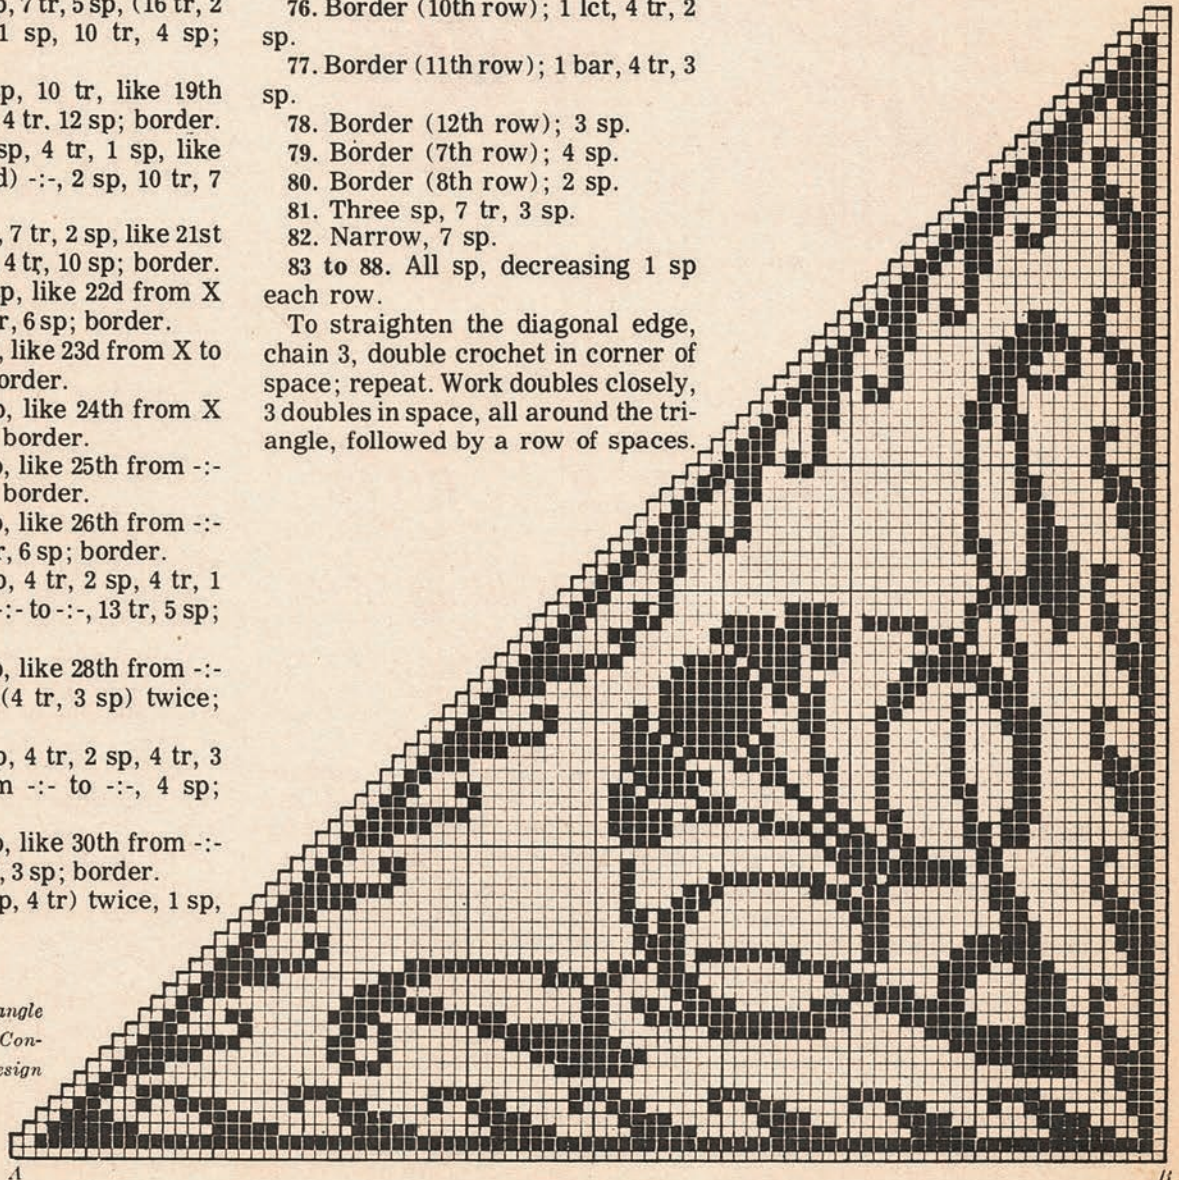 , 7 tr, 5 sp, (16 tr, 2
1 sp, 10 tr, 4 sp;
p, 10 tr, like 19th
4 tr. 12 sp; border.
sp, 4 tr, 1 sp, like
d) -:-, 2 sp, 10 tr, 7
, 7 tr, 2 sp, like 21st
4 tr, 10 sp; border.
p, like 22d from X
r, 6 sp; border.
, like 23d from X to
order.
p, like 24th from X
border.
p, like 25th from -:-
border.
p, like 26th from -:-
r, 6 sp; border.
p, 4 tr, 2 sp, 4 tr, 1
-:- to -:-, 13 tr, 5 sp;
p, like 28th from -:-
(4 tr, 3 sp) twice;
p, 4 tr, 2 sp, 4 tr, 3
m -:- to -:-, 4 sp;
p, like 30th from -:-
, 3 sp; border.
p, 4 tr) twice, 1 sp,
angle
Con-
esign
76. Border (10th row); 1 lct, 4 tr, 2
sp.
77. Border (11th row); 1 bar, 4 tr, 3
sp.
78. Border (12th row); 3 sp.
79. Border (7th row); 4 sp.
80. Border (8th row); 2 sp.
81. Three sp, 7 tr, 3 sp.
82. Narrow, 7 sp.
83 to 88. All sp, decreasing 1 sp
each row.
To straighten the diagonal edge,
chain 3, double crochet in corner of
space; repeat. Work doubles closely,
3 doubles in space, all around the tri-
angle, followed by a row of spaces.
A
B